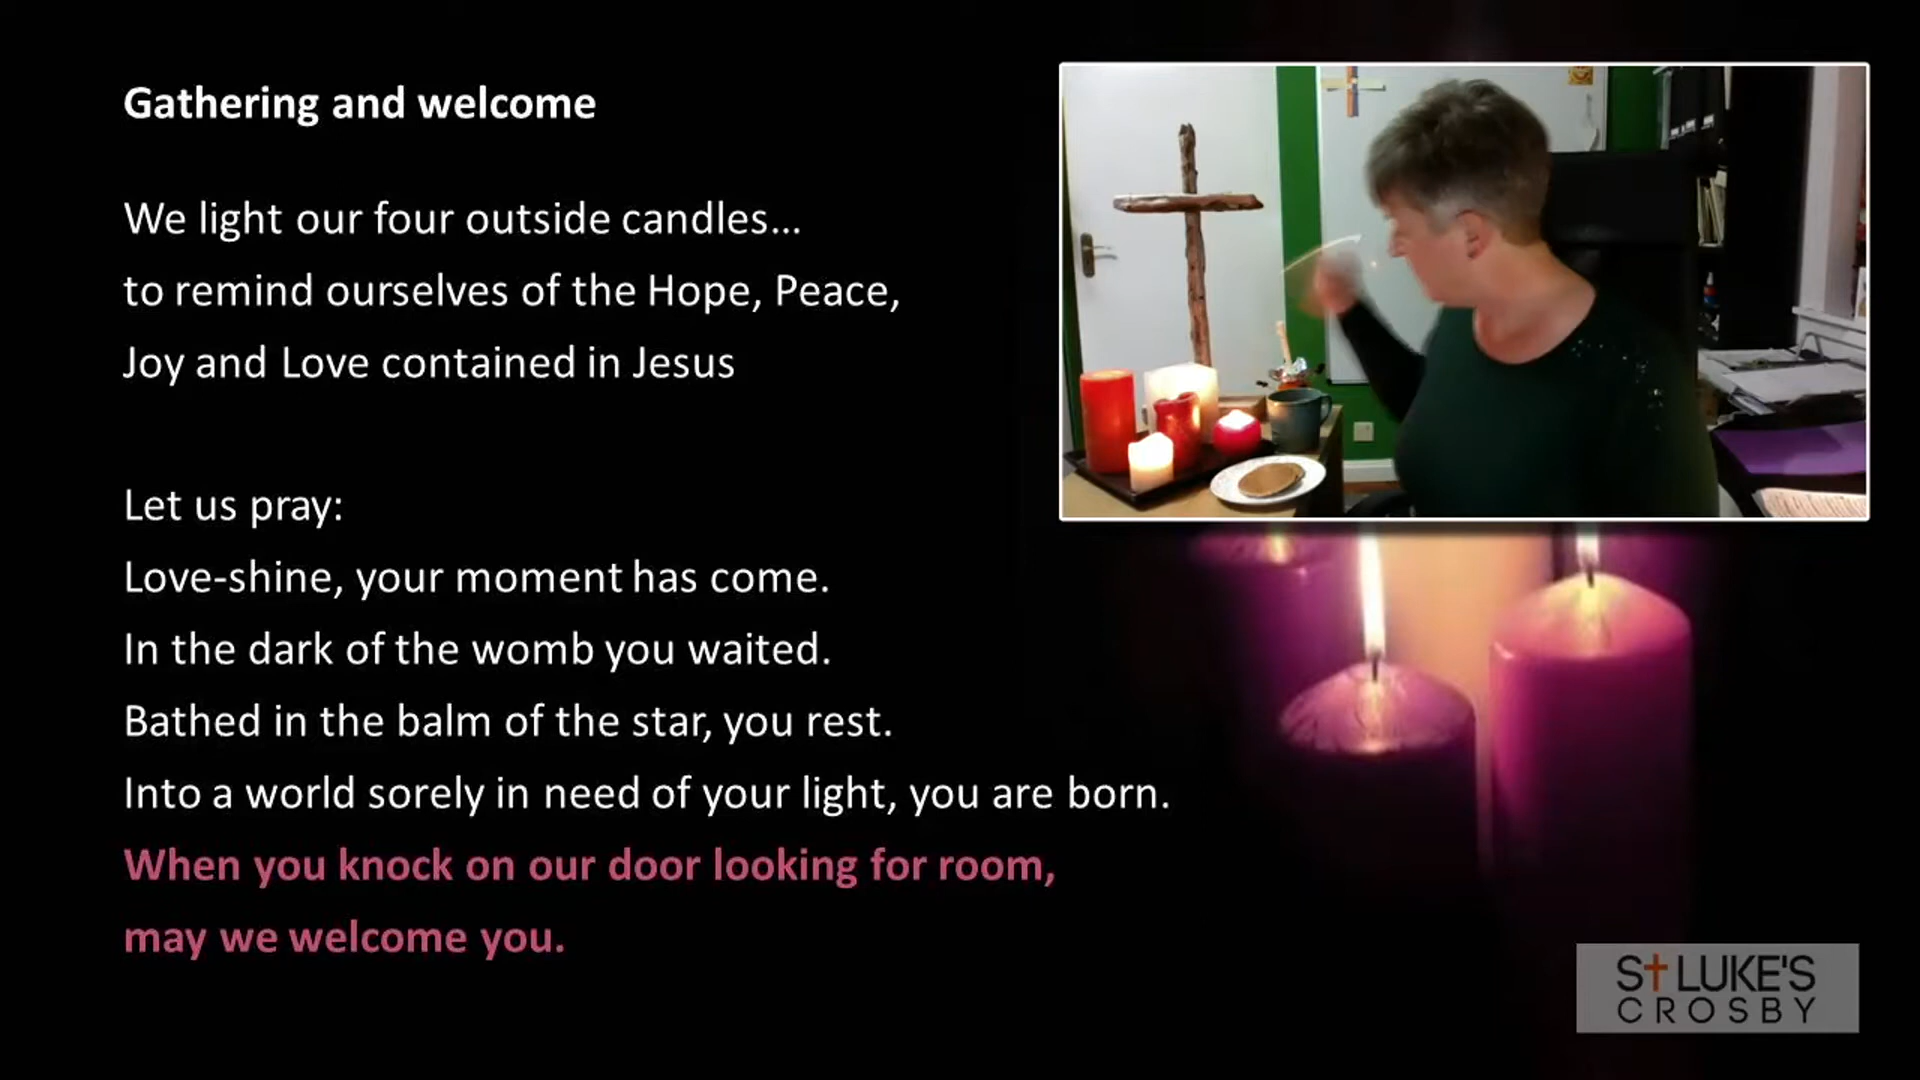 Gathering and welcome
We light our four outside candles...
to remind ourselves of the Hope, Peace,
Joy and Love contained in Jesus
Let us pray:
Love-shine, your moment has come.
In the dark of the womb you waited.
Bathed in the balm of the star, you rest.
Into a world sorely in need of your light, you are born.
When you knock on our door looking for room,
may we welcome you.
St LUKE'S
CROSBY